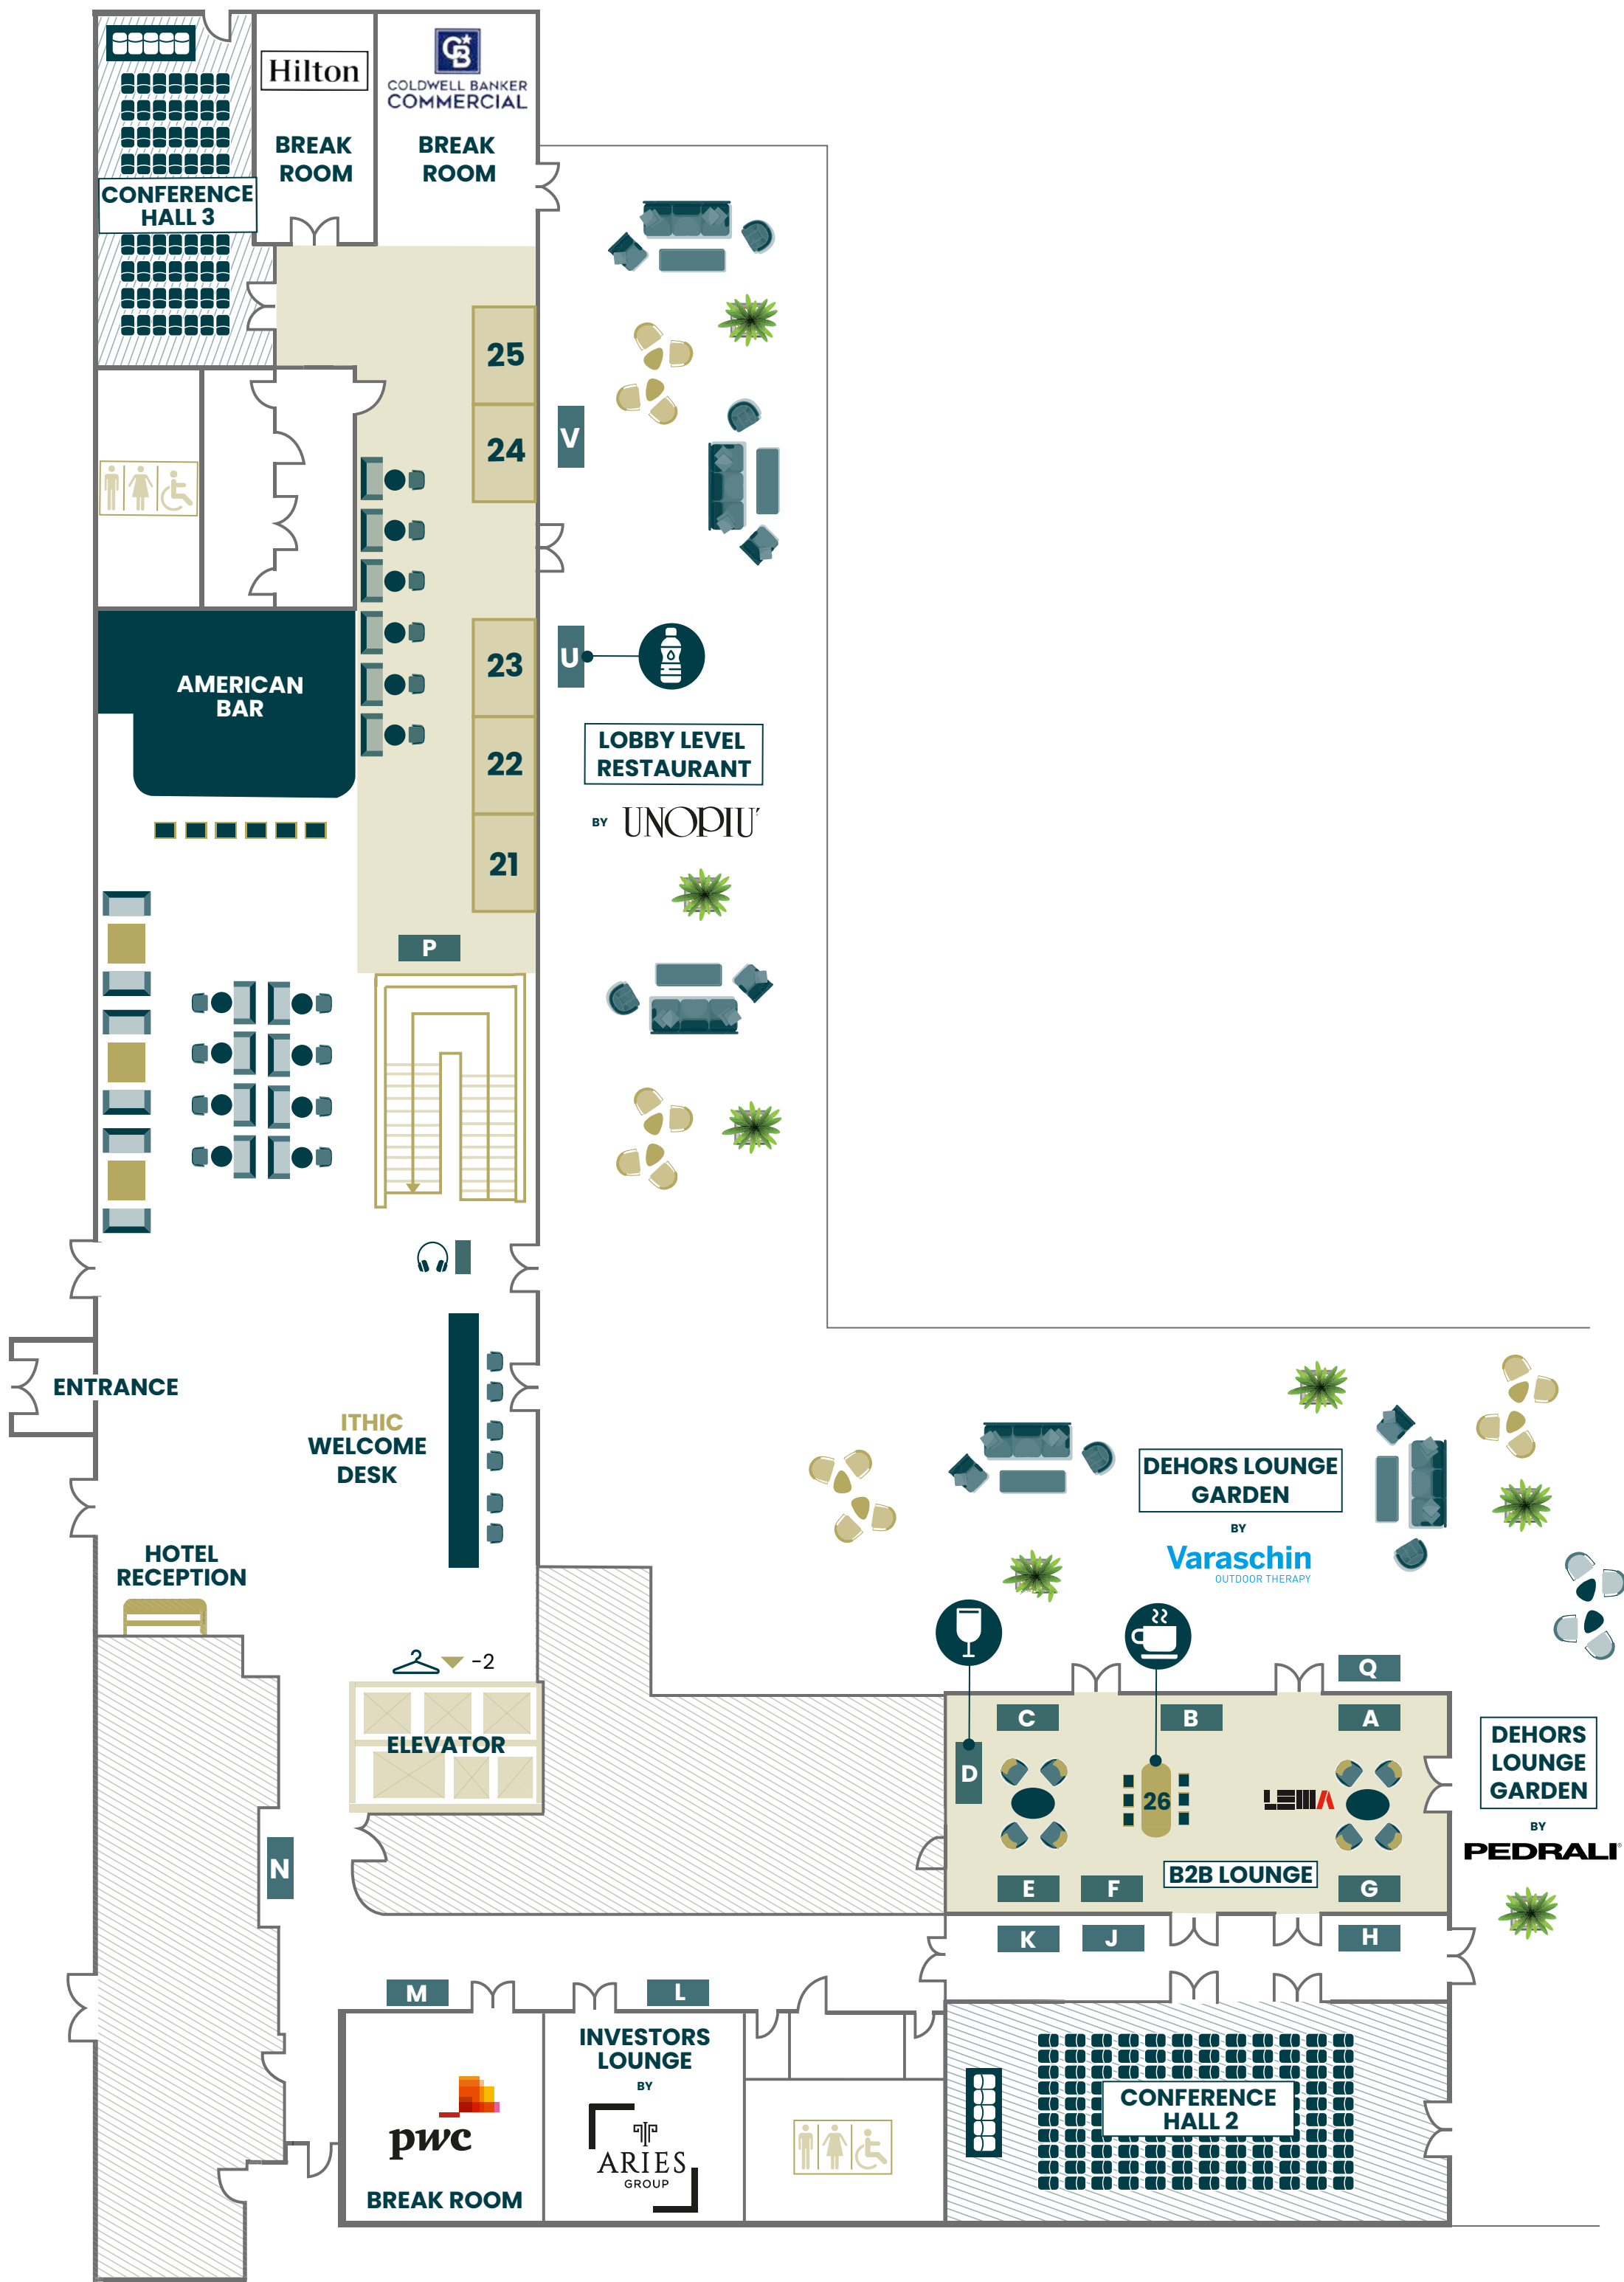 Hilton
BREAK
ROOM
CB
COLDWELL BANKER
COMMERCIAL
BREAK
ROOM
CONFERENCE
HALL 3
25
24
V
23
U
AMERICAN
BAR
22
LOBBY LEVEL
RESTAURANT
BY UNOPIU'
21
P
ENTRANCE
ITHIC
WELCOME
DESK
HOTEL
RECEPTION
-2
ELEVATOR
DEHORS LOUNGE
GARDEN
BY
Varaschin
OUTDOOR THERAPY
Q
C
B
A
D
26
LEMA
DEHORS
LOUNGE
GARDEN
BY
PEDRALI
B2B LOUNGE
E
F
G
N
K
J
H
M
L
INVESTORS
LOUNGE
BY
ARIES
GROUP
pwc
BREAK ROOM
CONFERENCE
HALL 2